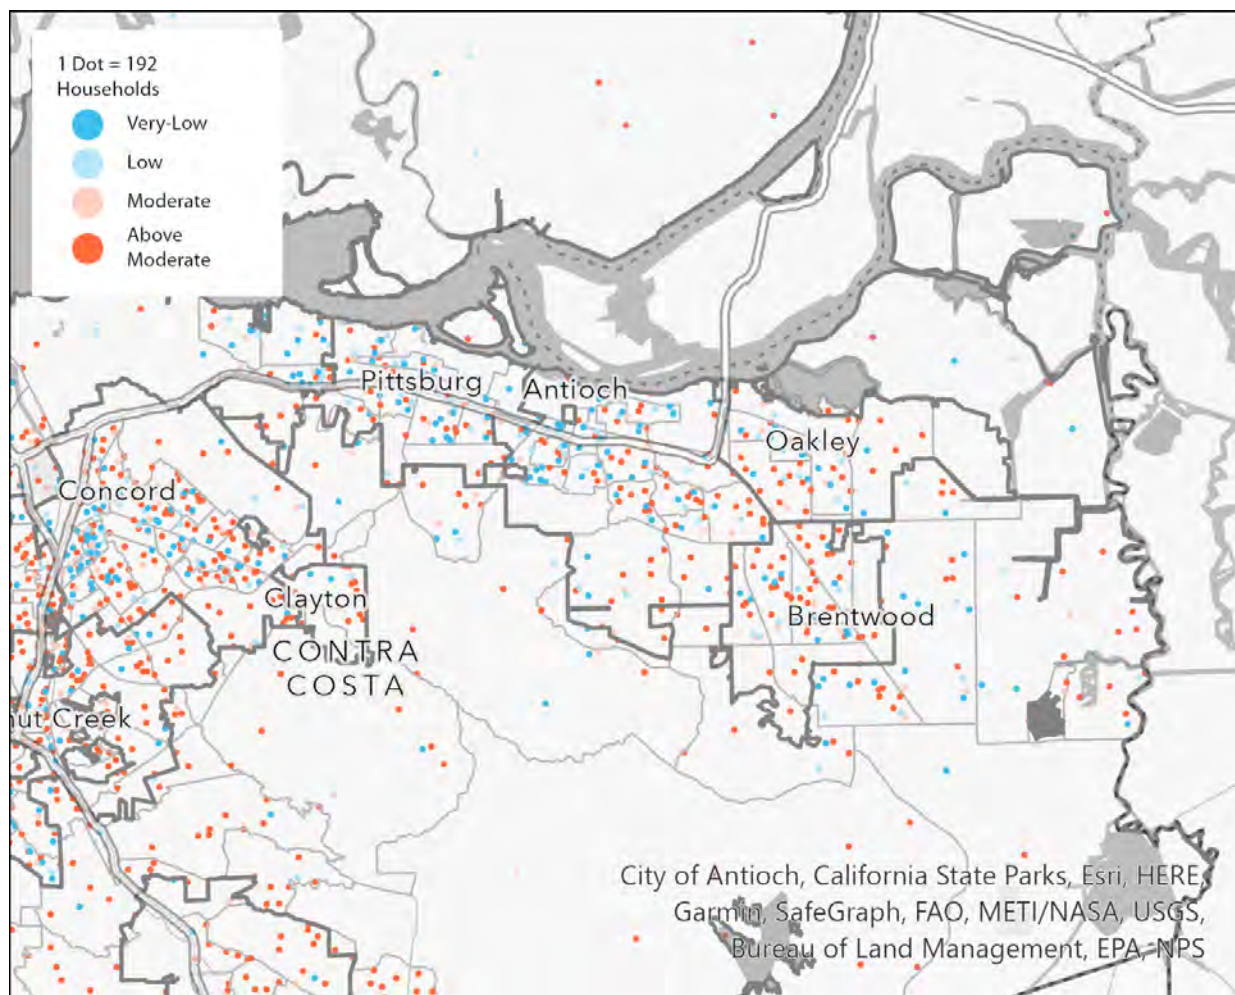 1 Dot = 192
Households
Very-Low
Low
Moderate
Above
Moderate
Pittsburg
Antioch
Oakley
Concord
Clayton
Brentwood
CONTRA
COSTA
nut Creek
City of Antioch, California State Parks, Esri, HERE,
Garmin, SafeGraph, FAO, METI/NASA, USGS,
Bureau of Land Management, EPA, NPS